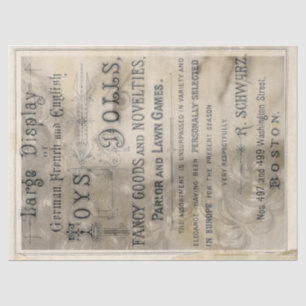 Large Display
OF
German, French and English
TOYS,
DOLLS,
FANCY GOODS AND NOVELTIES.
PARLOR AND LAWN GAMES.
THE ASSORTMENT IS UNSURPASSED IN VARIETY AND
ELEGANCY HAVING BEEN PERSONALLY SELECTED
IN EUROPE FOR THE PRESENT SEASON
VERY RESPECTFULLY,
R. SCHWARZ.
Nos. 497 and 499 Washington Street.
BOSTON.